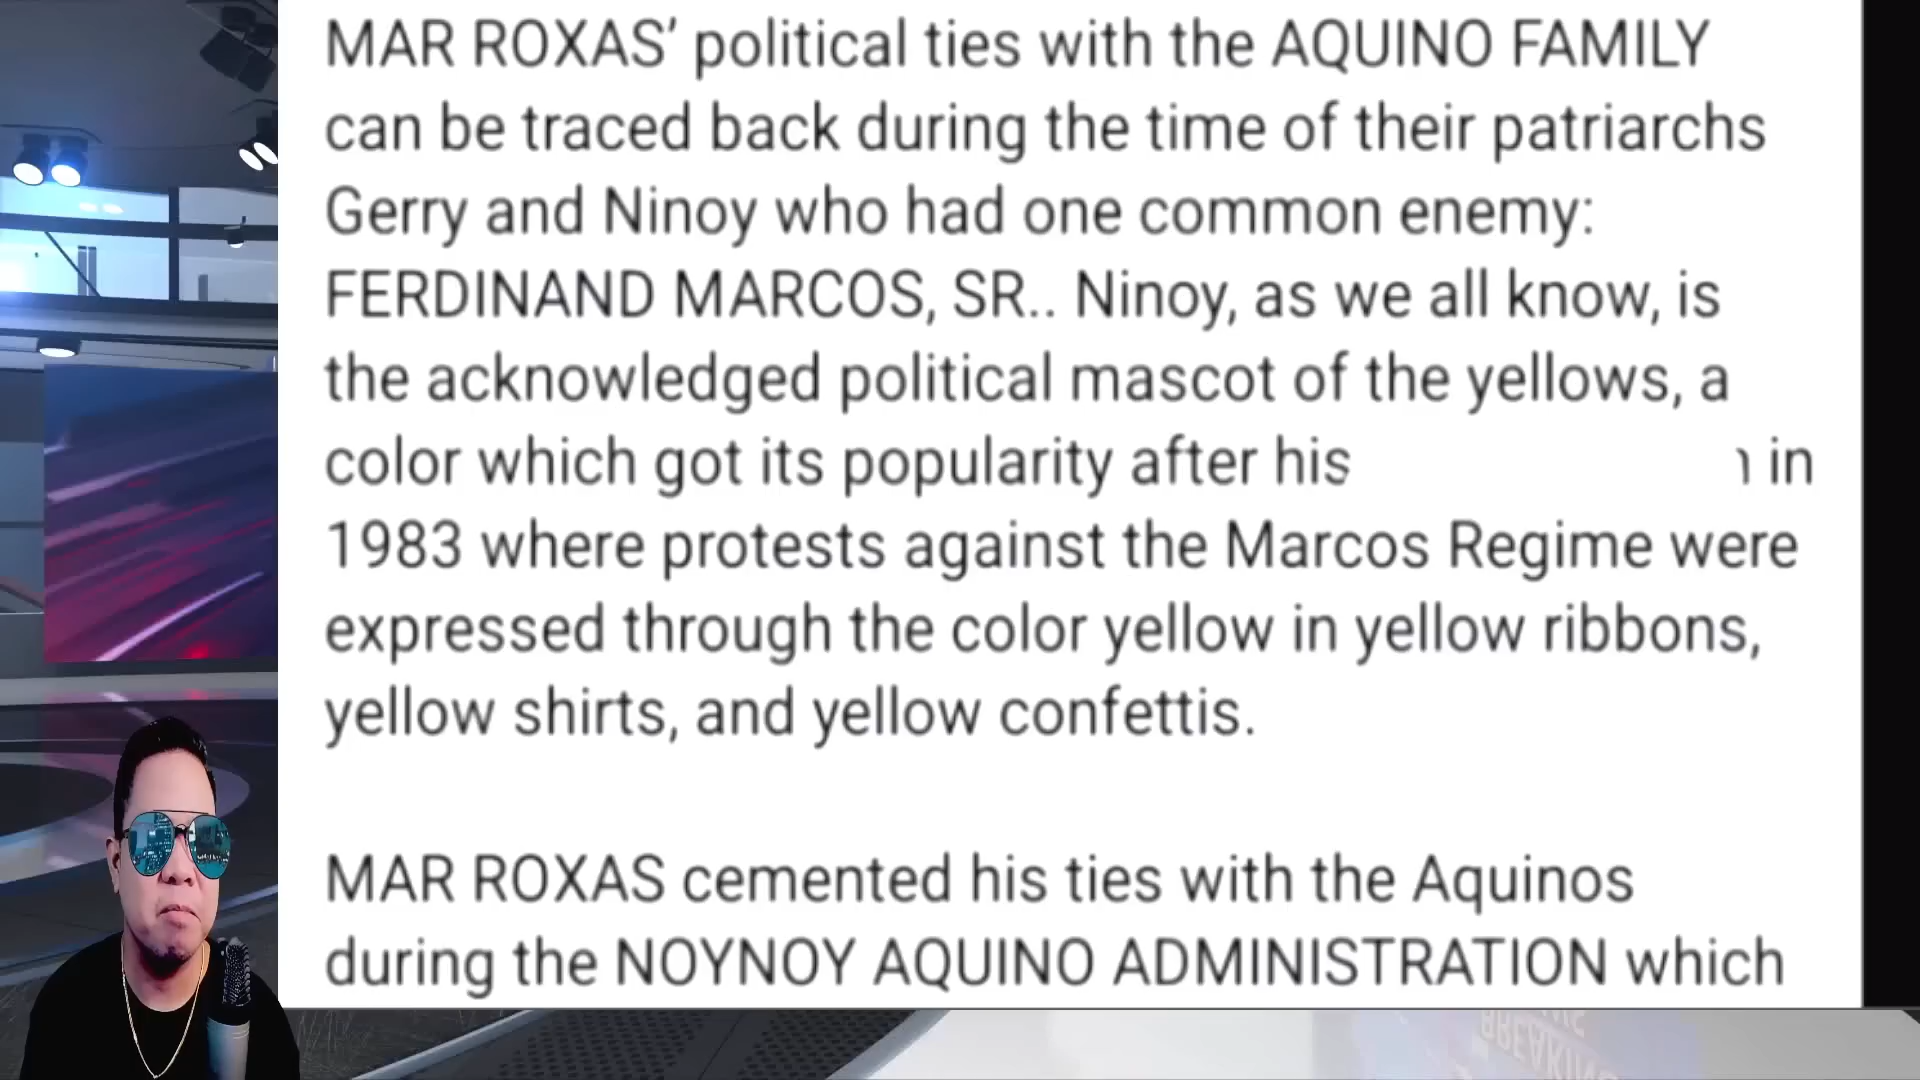 MAR ROXAS’ political ties with the AQUINO FAMILY
can be traced back during the time of their patriarchs
Gerry and Ninoy who had one common enemy:
FERDINAND MARCOS, SR.. Ninoy, as we all know, is
the acknowledged political mascot of the yellows, a
color which got its popularity after his in
1983 where protests against the Marcos Regime were
expressed through the color yellow in yellow ribbons,
yellow shirts, and yellow confettis.
MAR ROXAS cemented his ties with the Aquinos
during the NOYNOY AQUINO ADMINISTRATION which